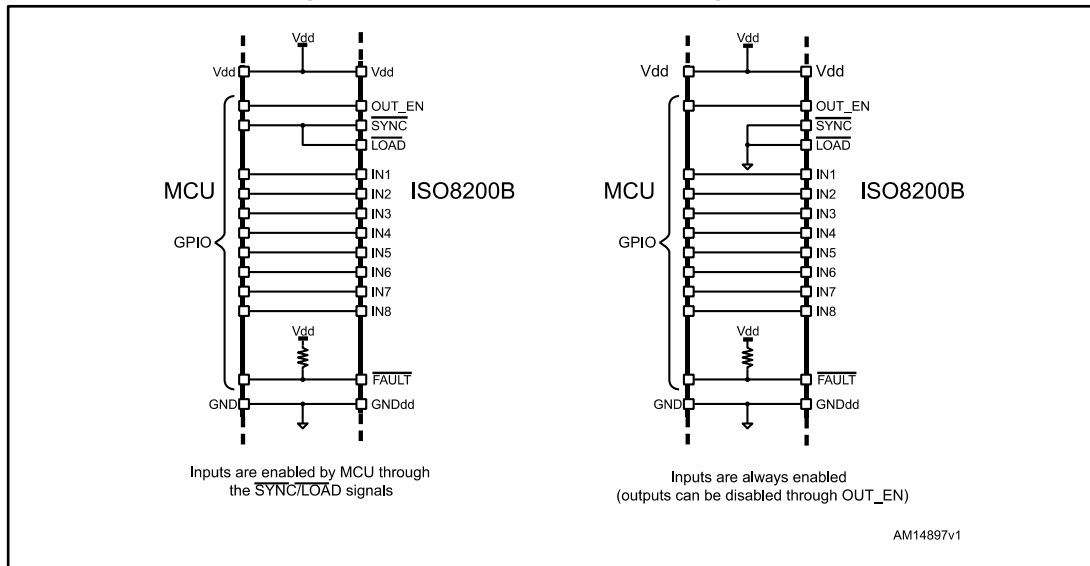 Vdd
Vdd
Vdd
OUT_EN
SYNC
LOAD
IN1
MCU
IN2
ISO8200B
IN3
GPIO
IN4
IN5
IN6
IN7
IN8
Vdd
FAULT
GND
GNDdd
Inputs are enabled by MCU through
the SYNC/LOAD signals
Vdd
Vdd
Vdd
OUT_EN
SYNC
LOAD
IN1
MCU
IN2
ISO8200B
IN3
GPIO
IN4
IN5
IN6
IN7
IN8
Vdd
FAULT
GND
GNDdd
Inputs are always enabled
(outputs can be disabled through OUT_EN)
AM14897v1